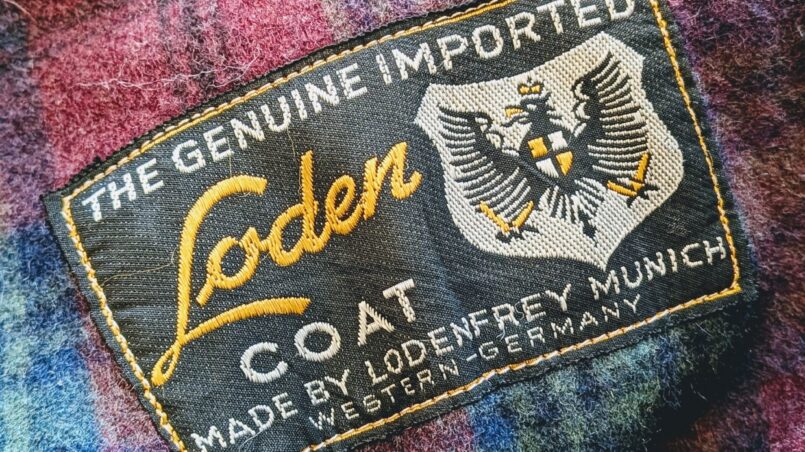 THE GENUINE IMPORTED
Loden
COAT
MADE BY LODENFREY MUNICH
WESTERN-GERMANY